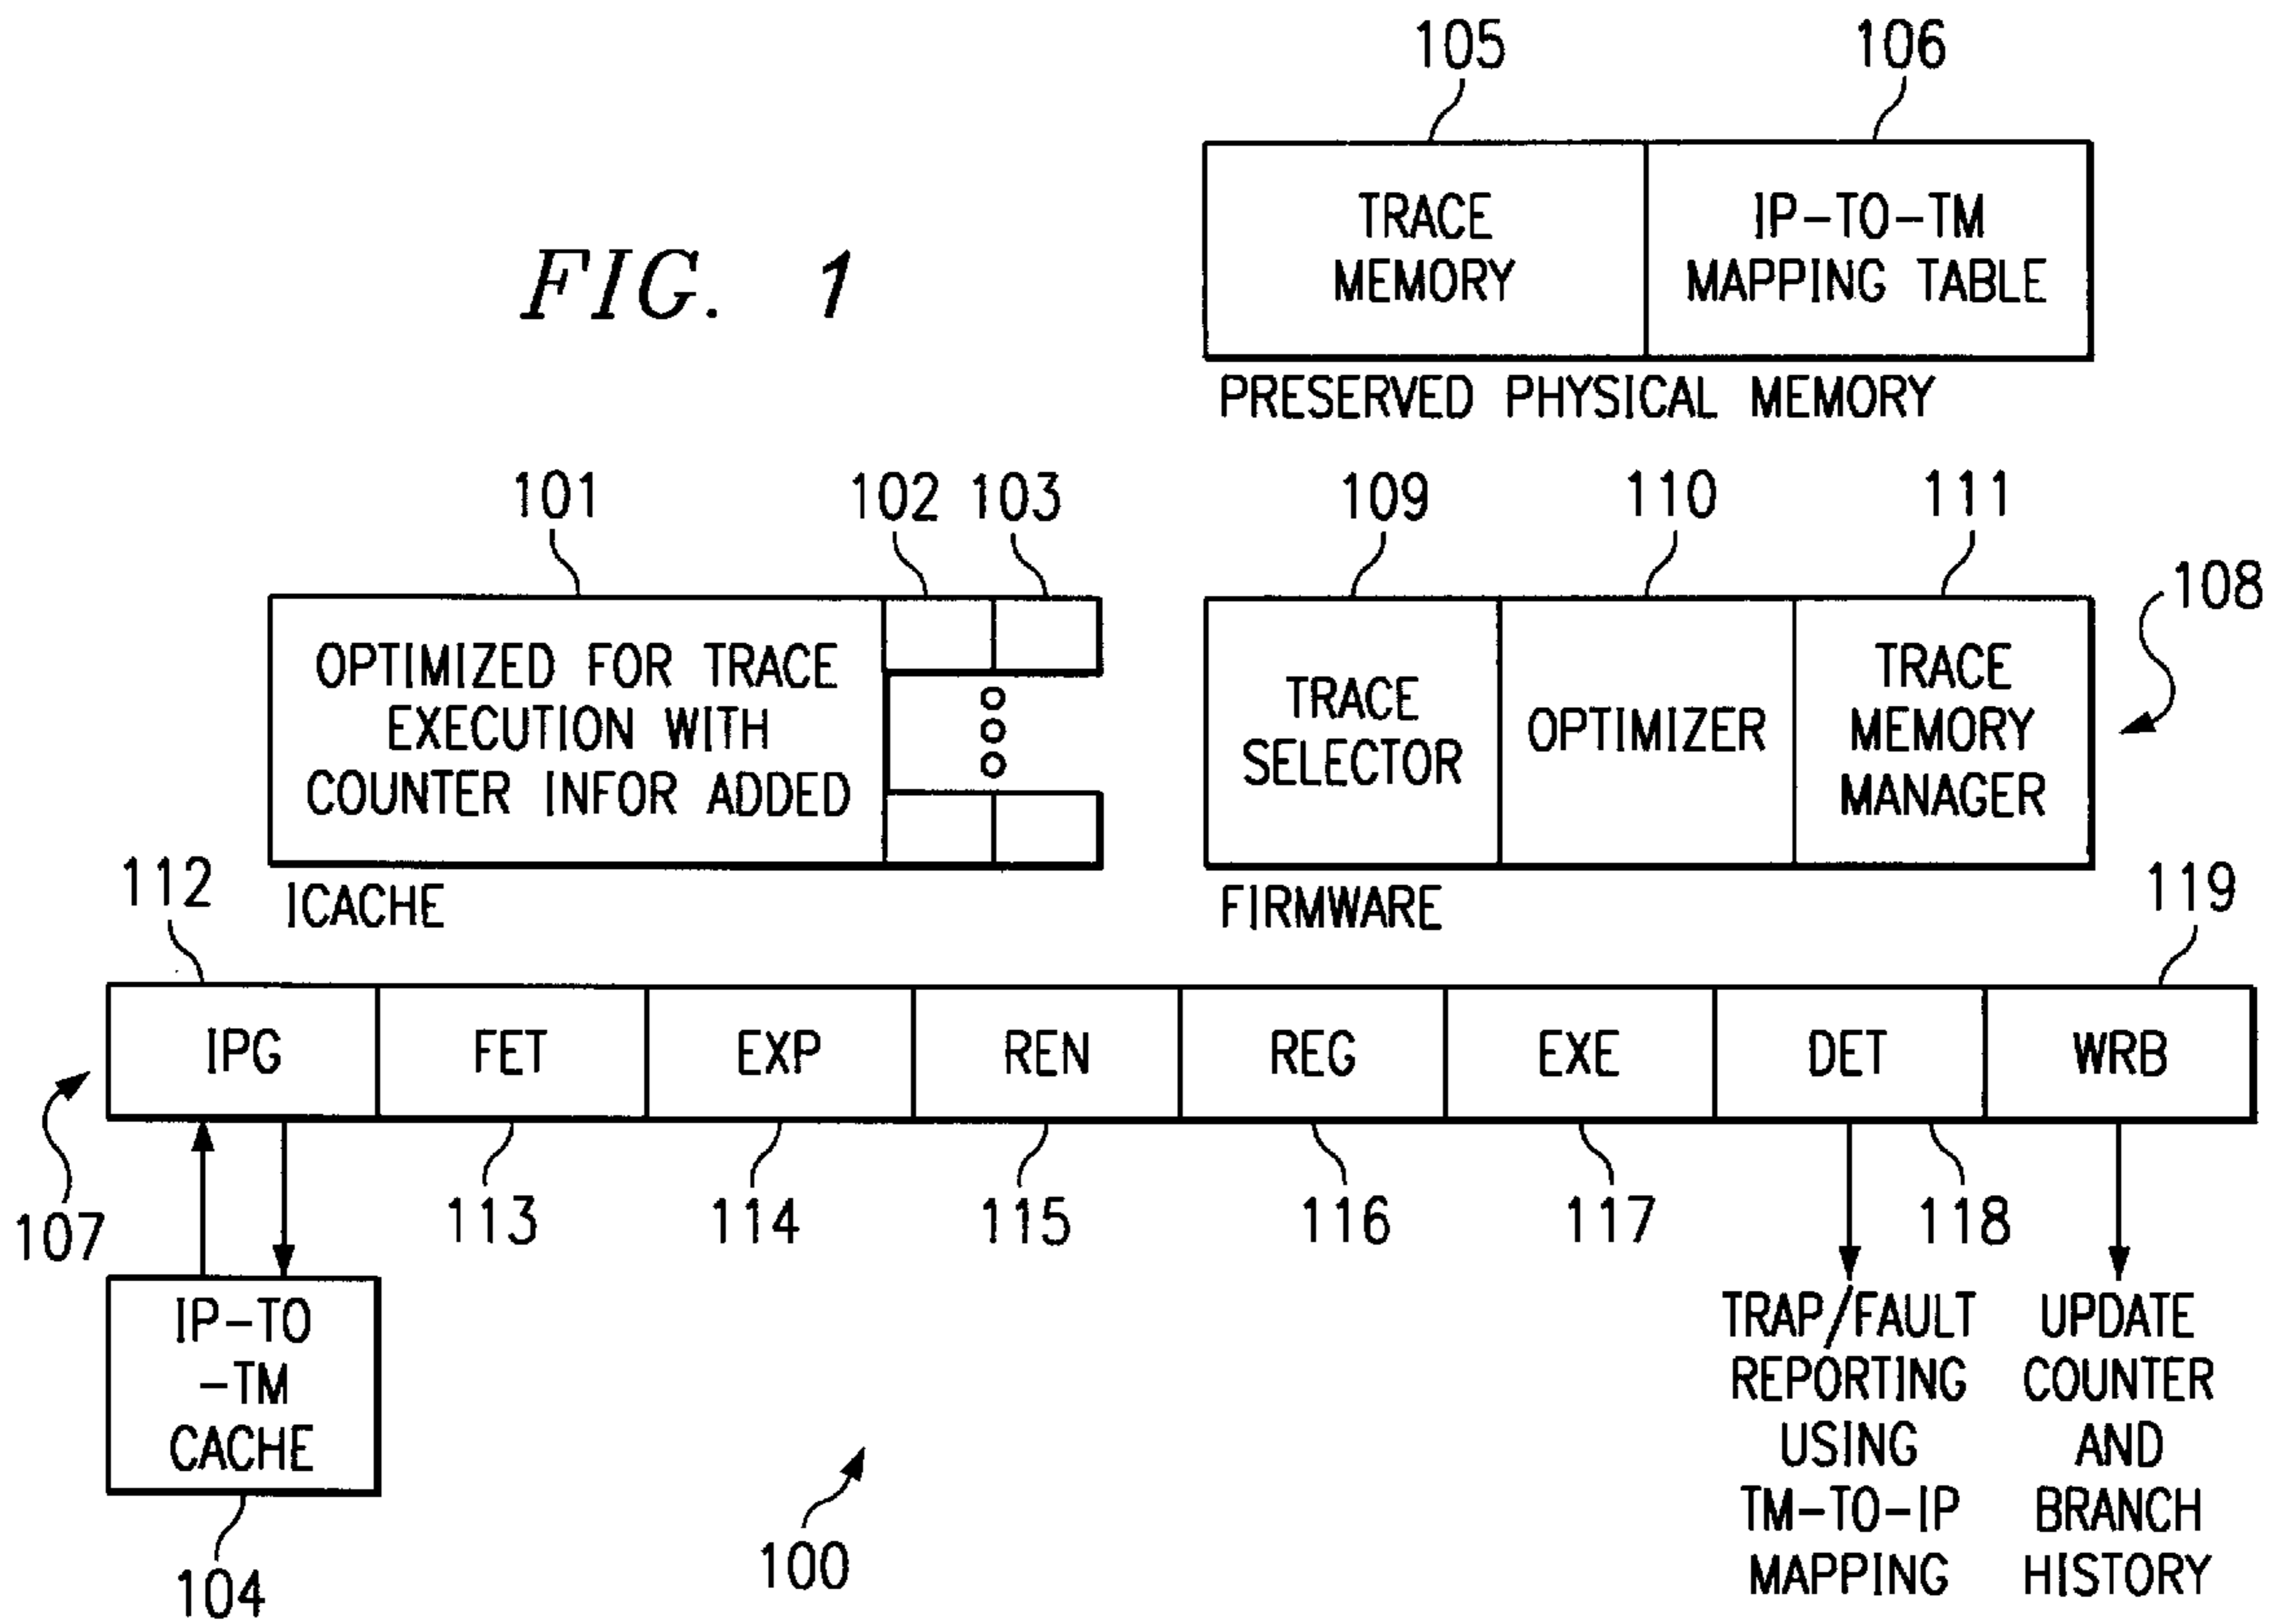 105 106
TRACE
MEMORY
IP-TO-TM
MAPPING TABLE
FIG. 1
PRESERVED PHYSICAL MEMORY
101 102 103 109 110 111
108
OPTIMIZED FOR TRACE
EXECUTION WITH
COUNTER INFOR ADDED
TRACE
SELECTOR
OPTIMIZER
TRACE
MEMORY
MANAGER
112
ICACHE
FIRMWARE
119
IPG FET EXP REN REG EXE DET WRB
107
113 114 115 116 117 118
IP-TO
-TM
CACHE
104
100
TRAP/FAULT
REPORTING
USING
TM-TO-IP
MAPPING
UPDATE
COUNTER
AND
BRANCH
HISTORY